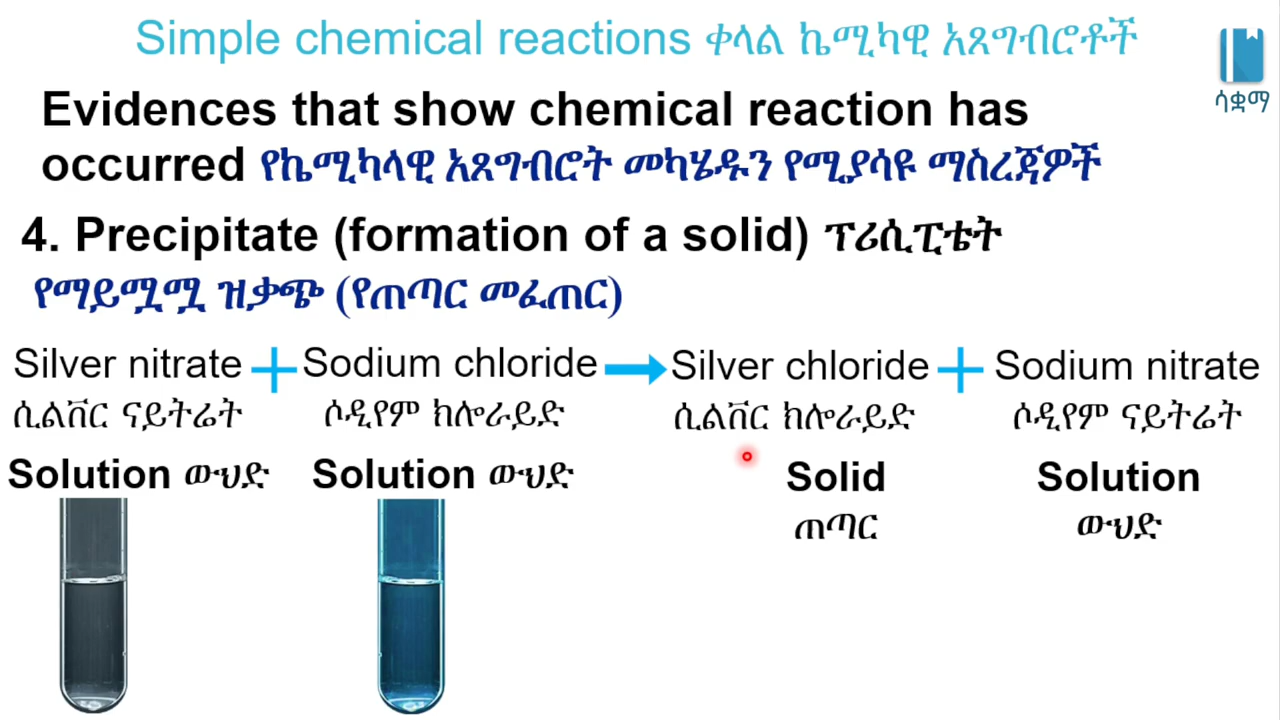 Simple chemical reactions ቀላል ኬሚካዊ አጸግብሮቶች
ሳቋማ
Evidences that show chemical reaction has
occurred የኬሚካላዊ አጸግብሮት መካሄዱን የሚያሳዩ ማስረጃዎች
4. Precipitate (formation of a solid) ፕሪሲፒቴት
የማይሟሟ ዝቃጭ (የጠጣር መፈጠር)
Silver nitrate + Sodium chloride → Silver chloride + Sodium nitrate
ሲልቨር ናይትሬት ሶዲየም ክሎራይድ ሲልቨር ክሎራይድ ሶዲየም ናይትሬት
Solution ውህድ Solution ውህድ Solid Solution
ጠጣር ውህድ